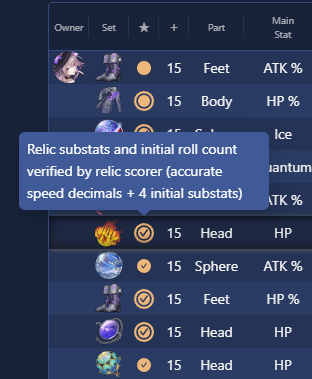 Owner Set ★ + Part Main Stat
15 Feet ATK %
15 Body HP %
Ice
Relic substats and initial roll count
verified by relic scorer (accurate
speed decimals + 4 initial substats)
ATK %
15 Head HP
15 Sphere ATK %
15 Feet HP %
15 Head HP
15 Head HP